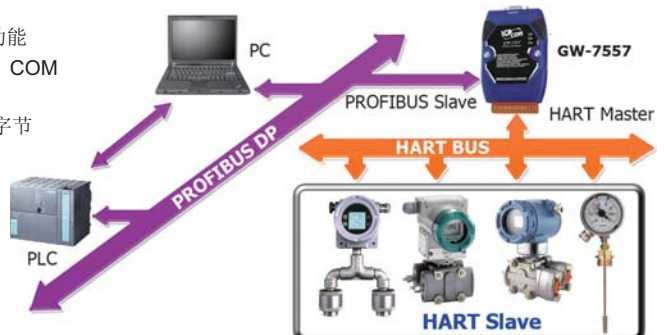 功能
COM
字节
PC
GW-7557
PROFIBUS Slave
HART Master
PROFIBUS DP
HART BUS
PLC
HART Slave